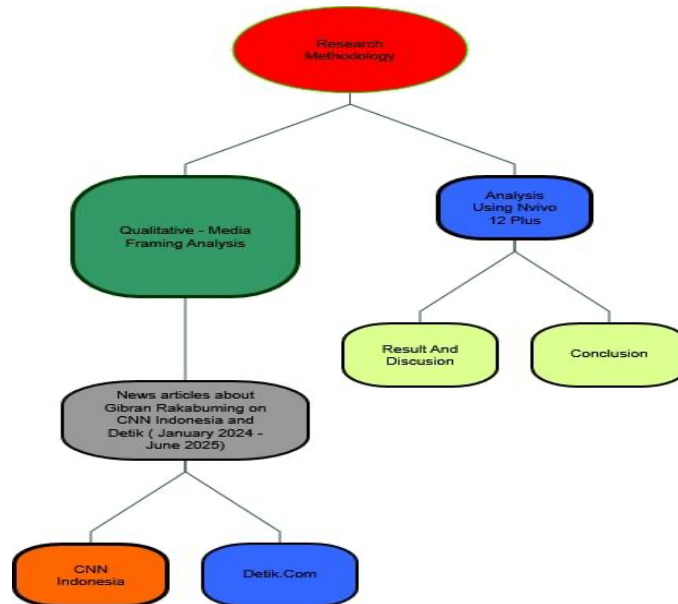 Research
Methodology
Qualitative - Media
Framing Analysis
Analysis
Using Nvivo
12 Plus
Result And
Discusion
Conclusion
News articles about
Gibran Rakabuming on
CNN Indonesia and
Detik ( January 2024 -
June 2025)
CNN
Indonesia
Detik.Com